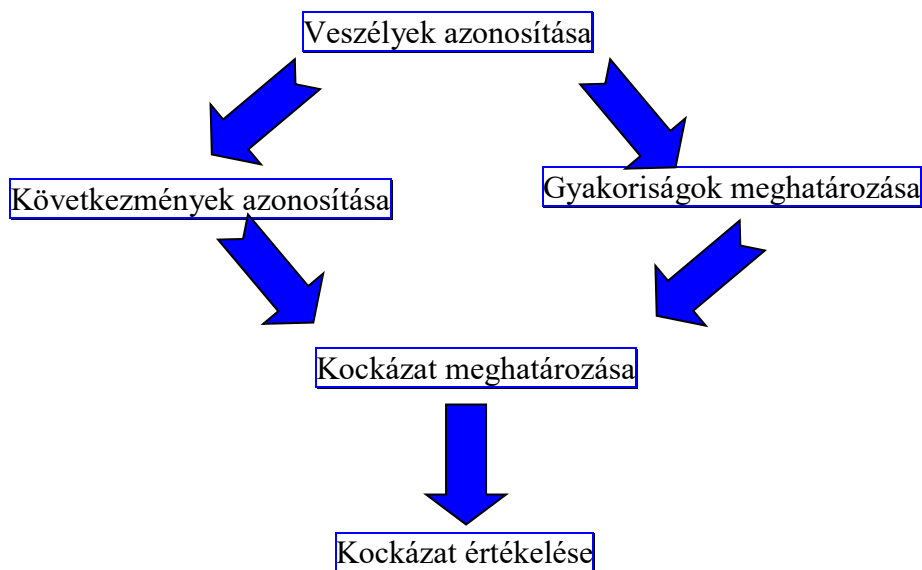 Veszélyek azonosítása
Következmények azonosítása
Gyakoriságok meghatározása
Kockázat meghatározása
Kockázat értékelése